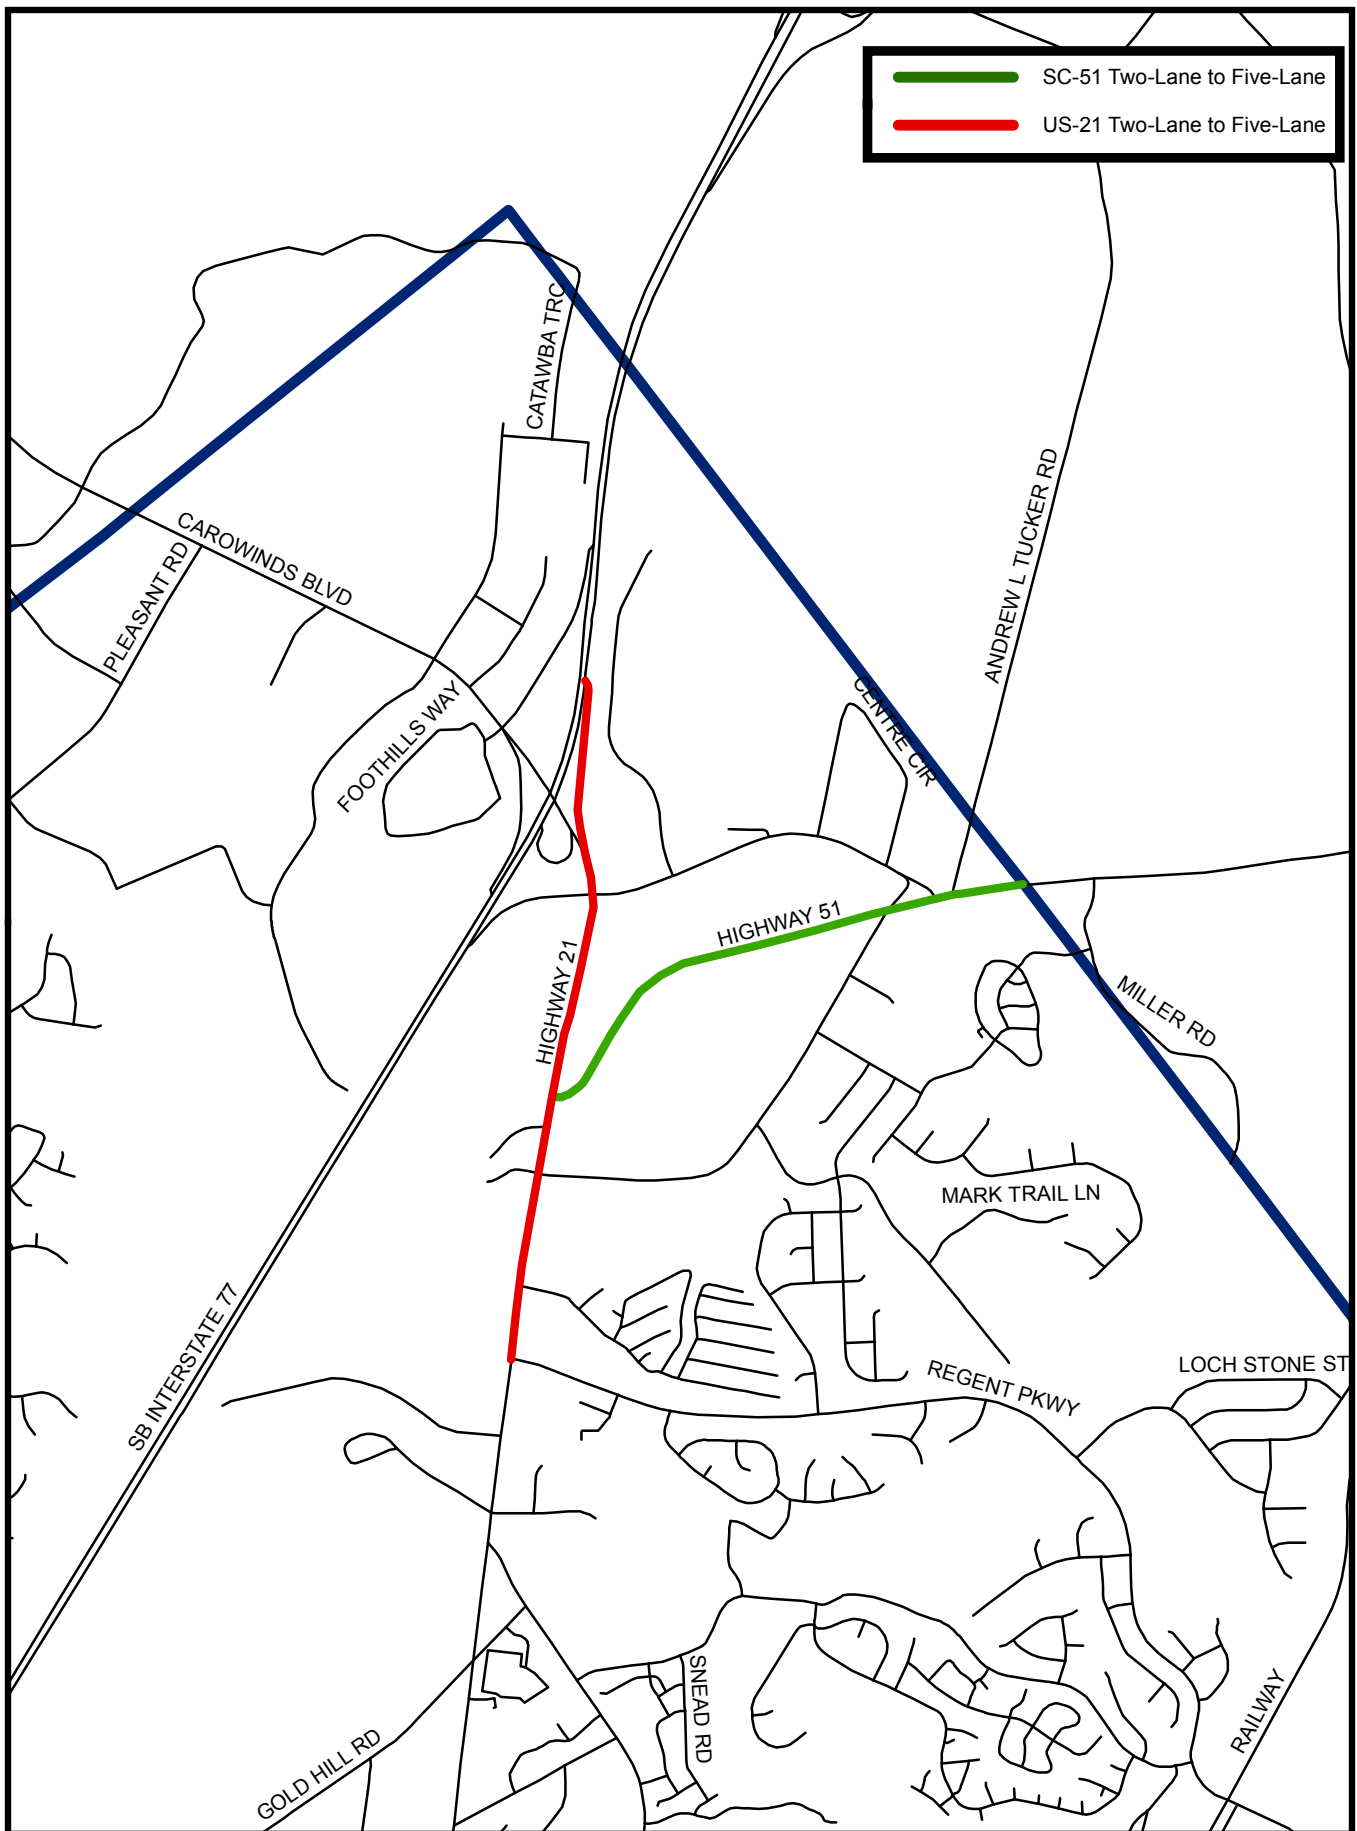 SC-51 Two-Lane to Five-Lane
US-21 Two-Lane to Five-Lane
CATAWBA TRC
ANDREW L TUCKER RD
CAROWINDS BLVD
PLEASANT RD
FOOTHILLS WAY
CENTRE CIR
HIGHWAY 51
HIGHWAY 21
MILLER RD
MARK TRAIL LN
SB INTERSTATE 77
REGENT PKWY
LOCH STONE ST
SNEAD RD
RAILWAY
GOLD HILL RD